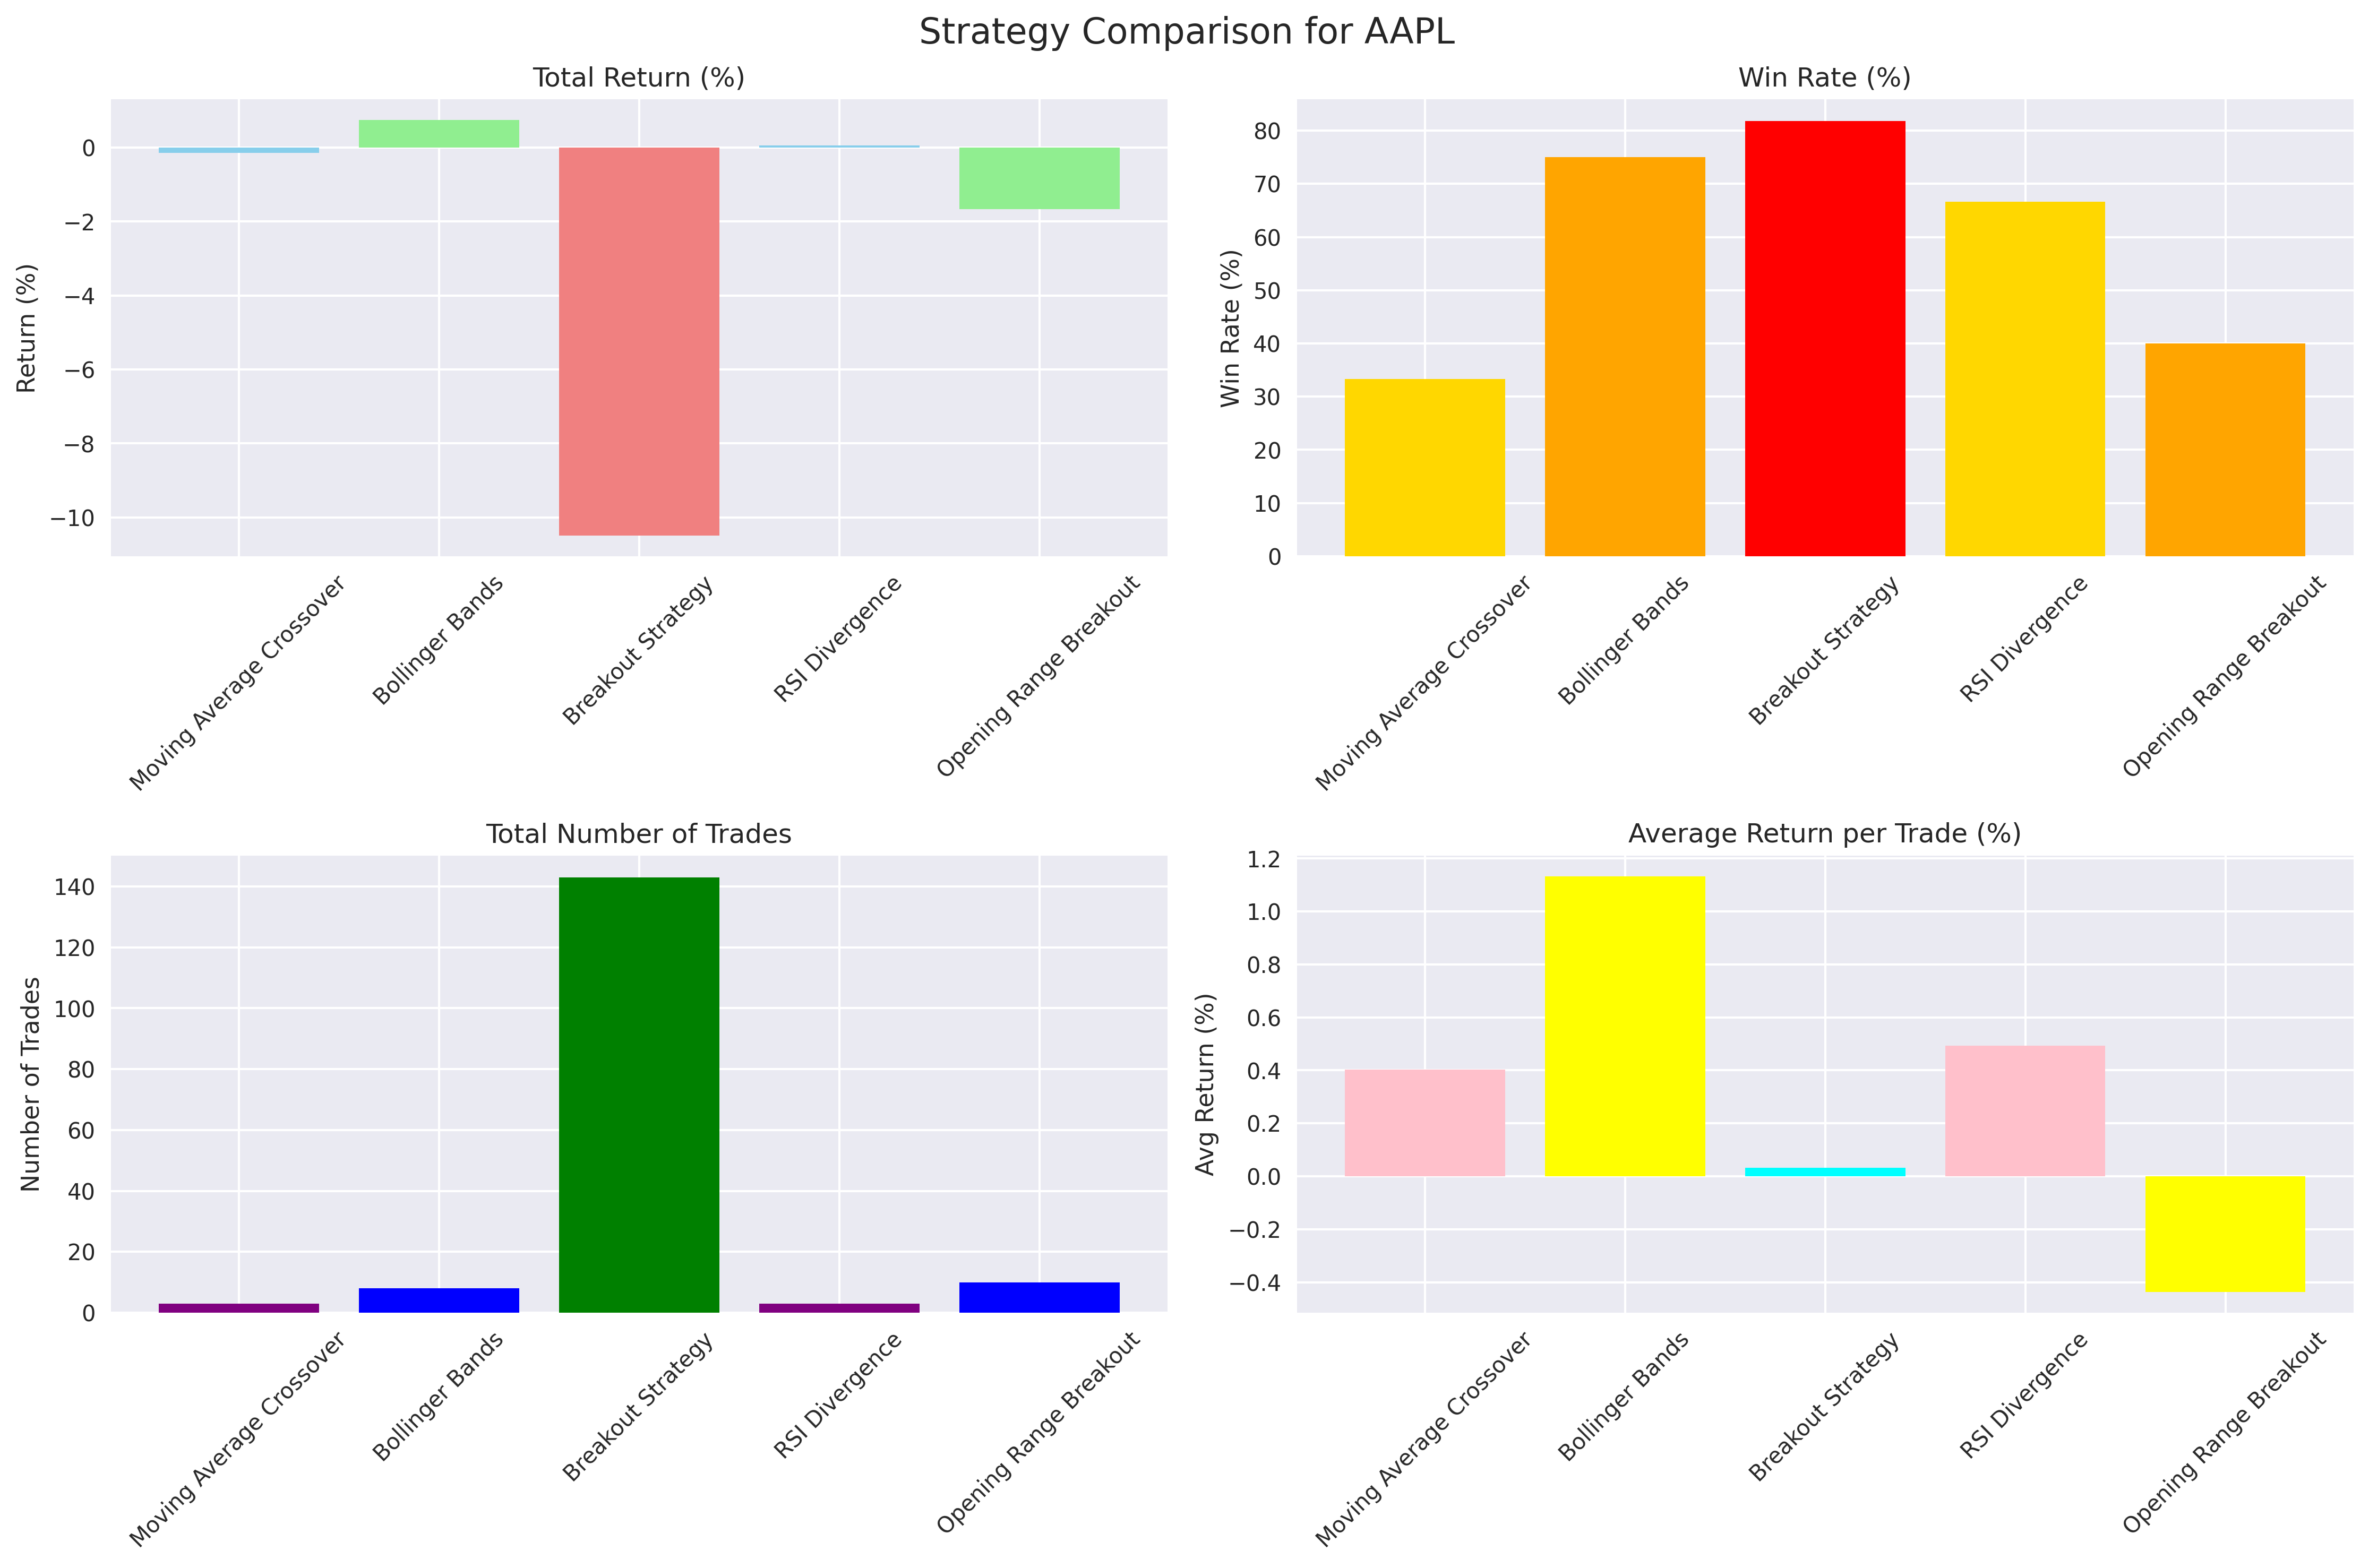 Strategy Comparison for AAPL
Total Return (%)
Return (%)
0
−2
−4
−6
−8
−10
Moving Average Crossover
Bollinger Bands
Breakout Strategy
RSI Divergence
Opening Range Breakout
Win Rate (%)
Win Rate (%)
80
70
60
50
40
30
20
10
0
Moving Average Crossover
Bollinger Bands
Breakout Strategy
RSI Divergence
Opening Range Breakout
Total Number of Trades
Number of Trades
140
120
100
80
60
40
20
0
Moving Average Crossover
Bollinger Bands
Breakout Strategy
RSI Divergence
Opening Range Breakout
Average Return per Trade (%)
Avg Return (%)
1.2
1.0
0.8
0.6
0.4
0.2
0.0
−0.2
−0.4
Moving Average Crossover
Bollinger Bands
Breakout Strategy
RSI Divergence
Opening Range Breakout